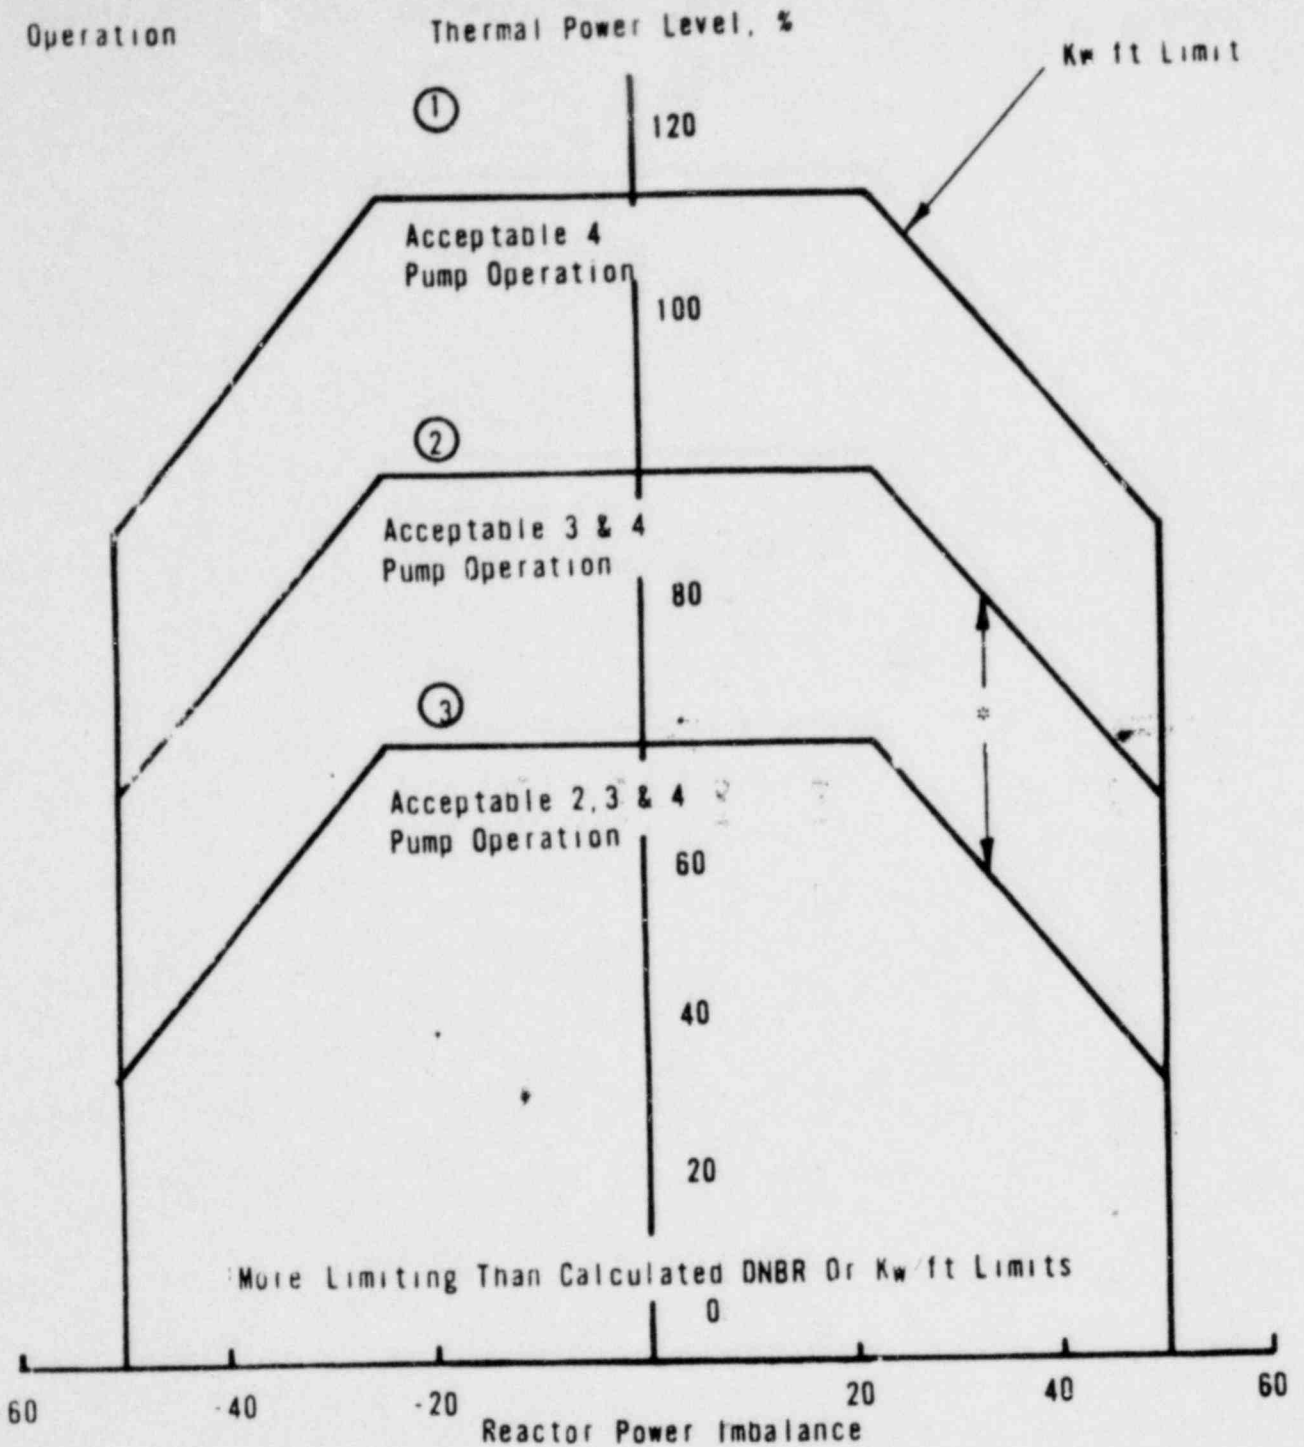 Operation
Thermal Power Level, %
Kw ft Limit
1
120
Acceptable 4
Pump Operation
100
2
Acceptable 3 & 4
Pump Operation
80
3
*
Acceptable 2,3 & 4
Pump Operation
60
40
20
More Limiting Than Calculated DNBR Or Kw/ft Limits
0
60 -40 -20 20 40 60
Reactor Power Imbalance